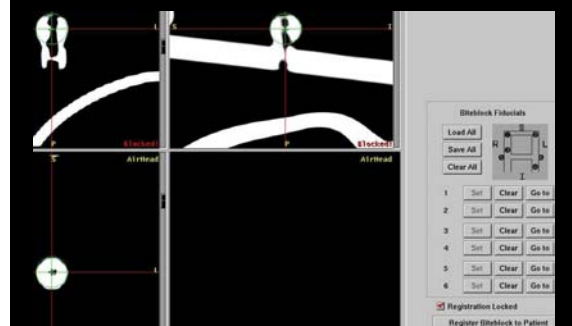 L
S
I
P
Blocked!
P
Blocked!
S
AirHead
AirHead
L
Biteblock Fiducials
Load All
Save All
Clear All
S
R
L
I
1 Set Clear Go to
2 Set Clear Go to
3 Set Clear Go to
4 Set Clear Go to
5 Set Clear Go to
6 Set Clear Go to
Registration Locked
Register Biteblock to Patient